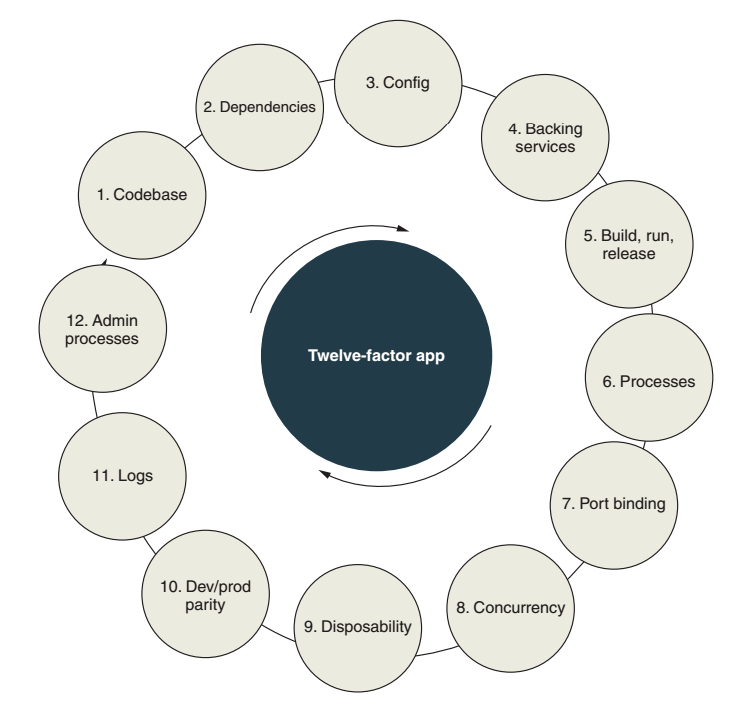 1. Codebase
2. Dependencies
3. Config
4. Backing
services
5. Build, run,
release
6. Processes
7. Port binding
8. Concurrency
9. Disposability
10. Dev/prod
parity
11. Logs
12. Admin
processes
Twelve-factor app